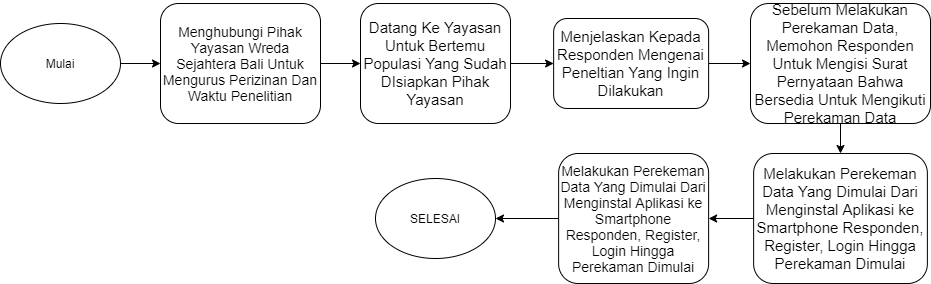 Mulai
Menghubungi Pihak
Yayasan Wreda
Sejahtera Bali Untuk
Mengurus Perizinan Dan
Waktu Penelitian
Datang Ke Yayasan
Untuk Bertemu
Populasi Yang Sudah
DIsiapkan Pihak
Yayasan
Menjelaskan Kepada
Responden Mengenai
Peneltian Yang Ingin
Dilakukan
Sebelum Melakukan
Perekaman Data,
Memohon Responden
Untuk Mengisi Surat
Pernyataan Bahwa
Bersedia Untuk Mengikuti
Perekaman Data
Melakukan Perekeman
Data Yang Dimulai Dari
Menginstal Aplikasi ke
Smartphone Responden,
Register, Login Hingga
Perekaman Dimulai
Melakukan Perekeman
Data Yang Dimulai Dari
Menginstal Aplikasi ke
Smartphone
Responden, Register,
Login Hingga
Perekaman Dimulai
SELESAI